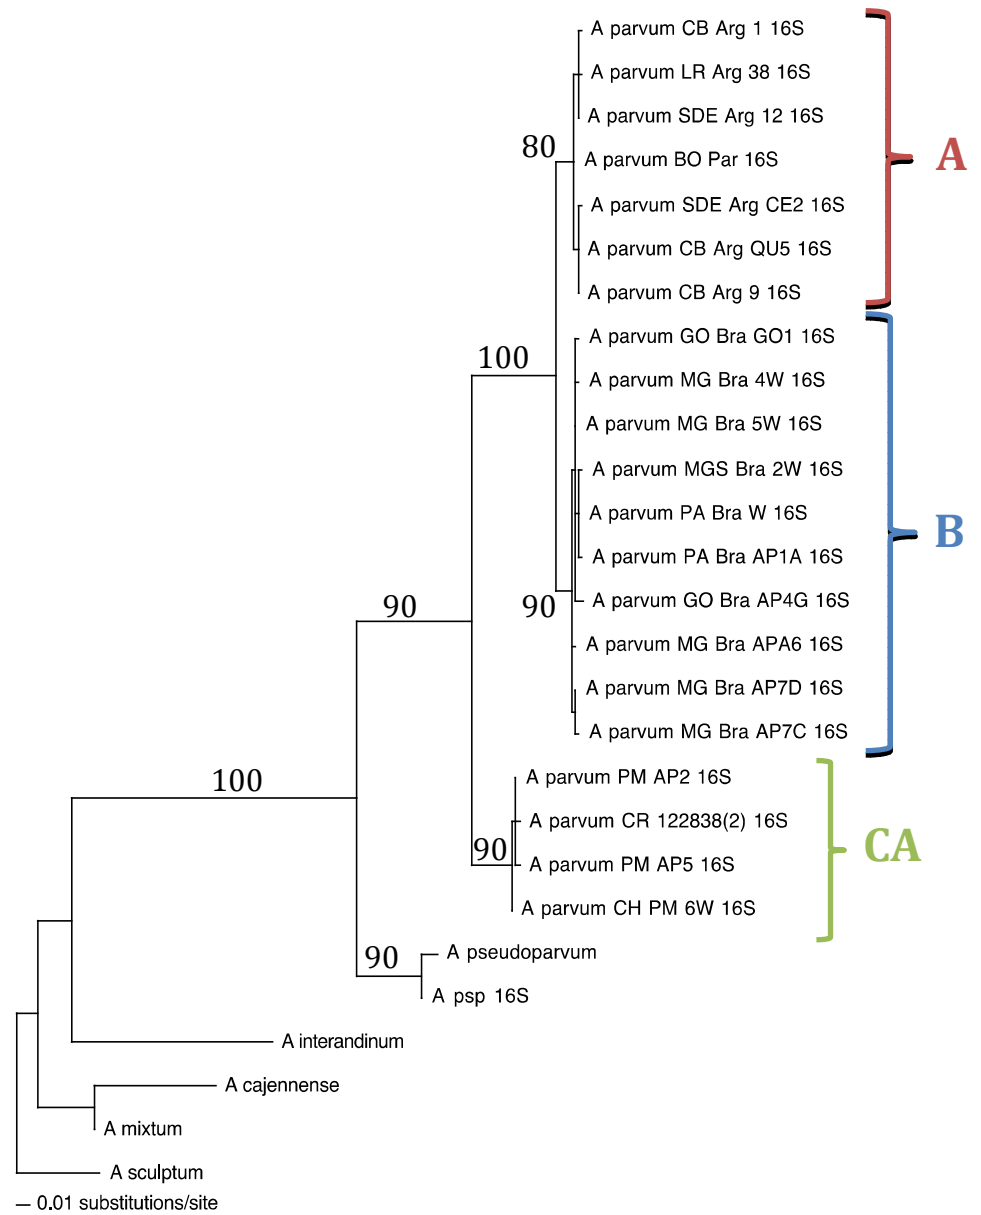 A parvum CB Arg 1 16S
A parvum LR Arg 38 16S
A parvum SDE Arg 12 16S
80
A parvum BO Par 16S
A
A parvum SDE Arg CE2 16S
A parvum CB Arg QU5 16S
A parvum CB Arg 9 16S
A parvum GO Bra GO1 16S
100
A parvum MG Bra 4W 16S
A parvum MG Bra 5W 16S
A parvum MGS Bra 2W 16S
A parvum PA Bra W 16S
B
A parvum PA Bra AP1A 16S
90
90
A parvum GO Bra AP4G 16S
A parvum MG Bra APA6 16S
A parvum MG Bra AP7D 16S
A parvum MG Bra AP7C 16S
100
A parvum PM AP2 16S
A parvum CR 122838(2) 16S
90
CA
A parvum PM AP5 16S
A parvum CH PM 6W 16S
90
A pseudoparvum
A psp 16S
A interandinum
A cajennense
A mixtum
A sculptum
0.01 substitutions/site